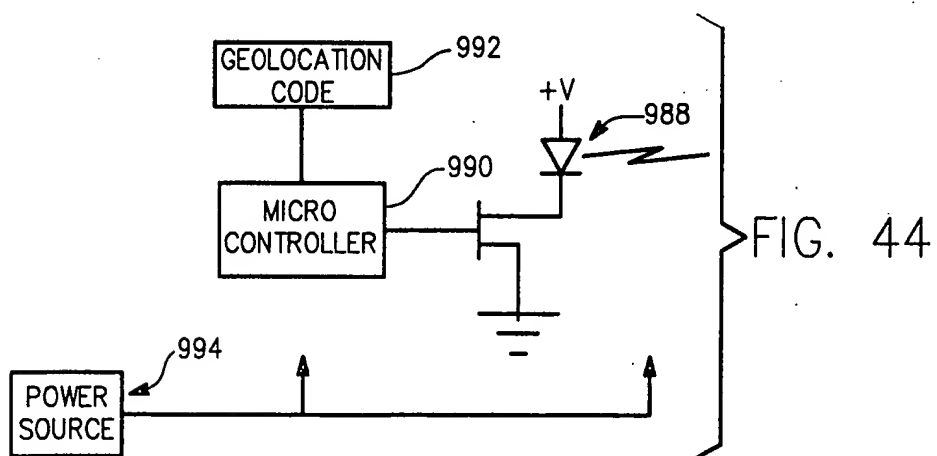 GEOLOCATION
CODE
992
+V
988
990
MICRO
CONTROLLER
FIG. 44
994
POWER
SOURCE